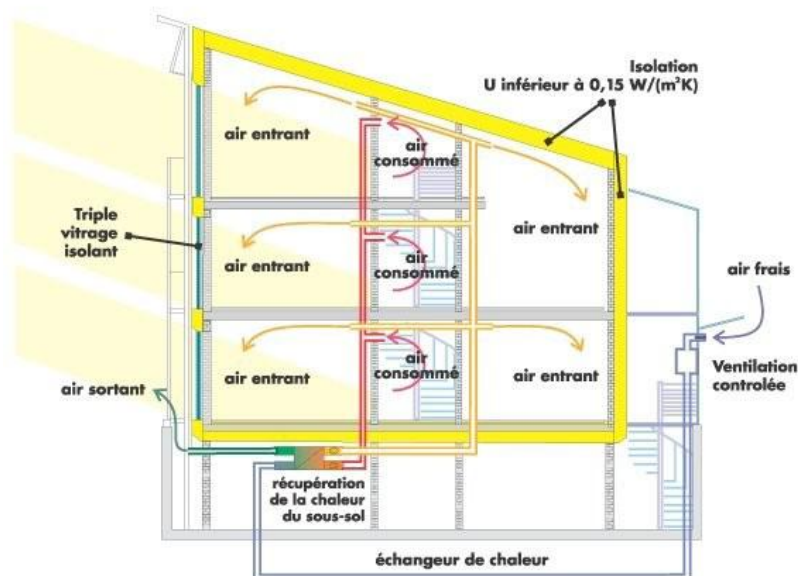 Isolation
U inférieur à 0,15 W/(m²K)
air entrant
air
consommé
Triple
vitrage
isolant
air entrant
air entrant
air
consommé
air frais
air entrant
air
consommé
air entrant
Ventilation
controlée
air sortant
récupération
de la chaleur
du sous-sol
échangeur de chaleur